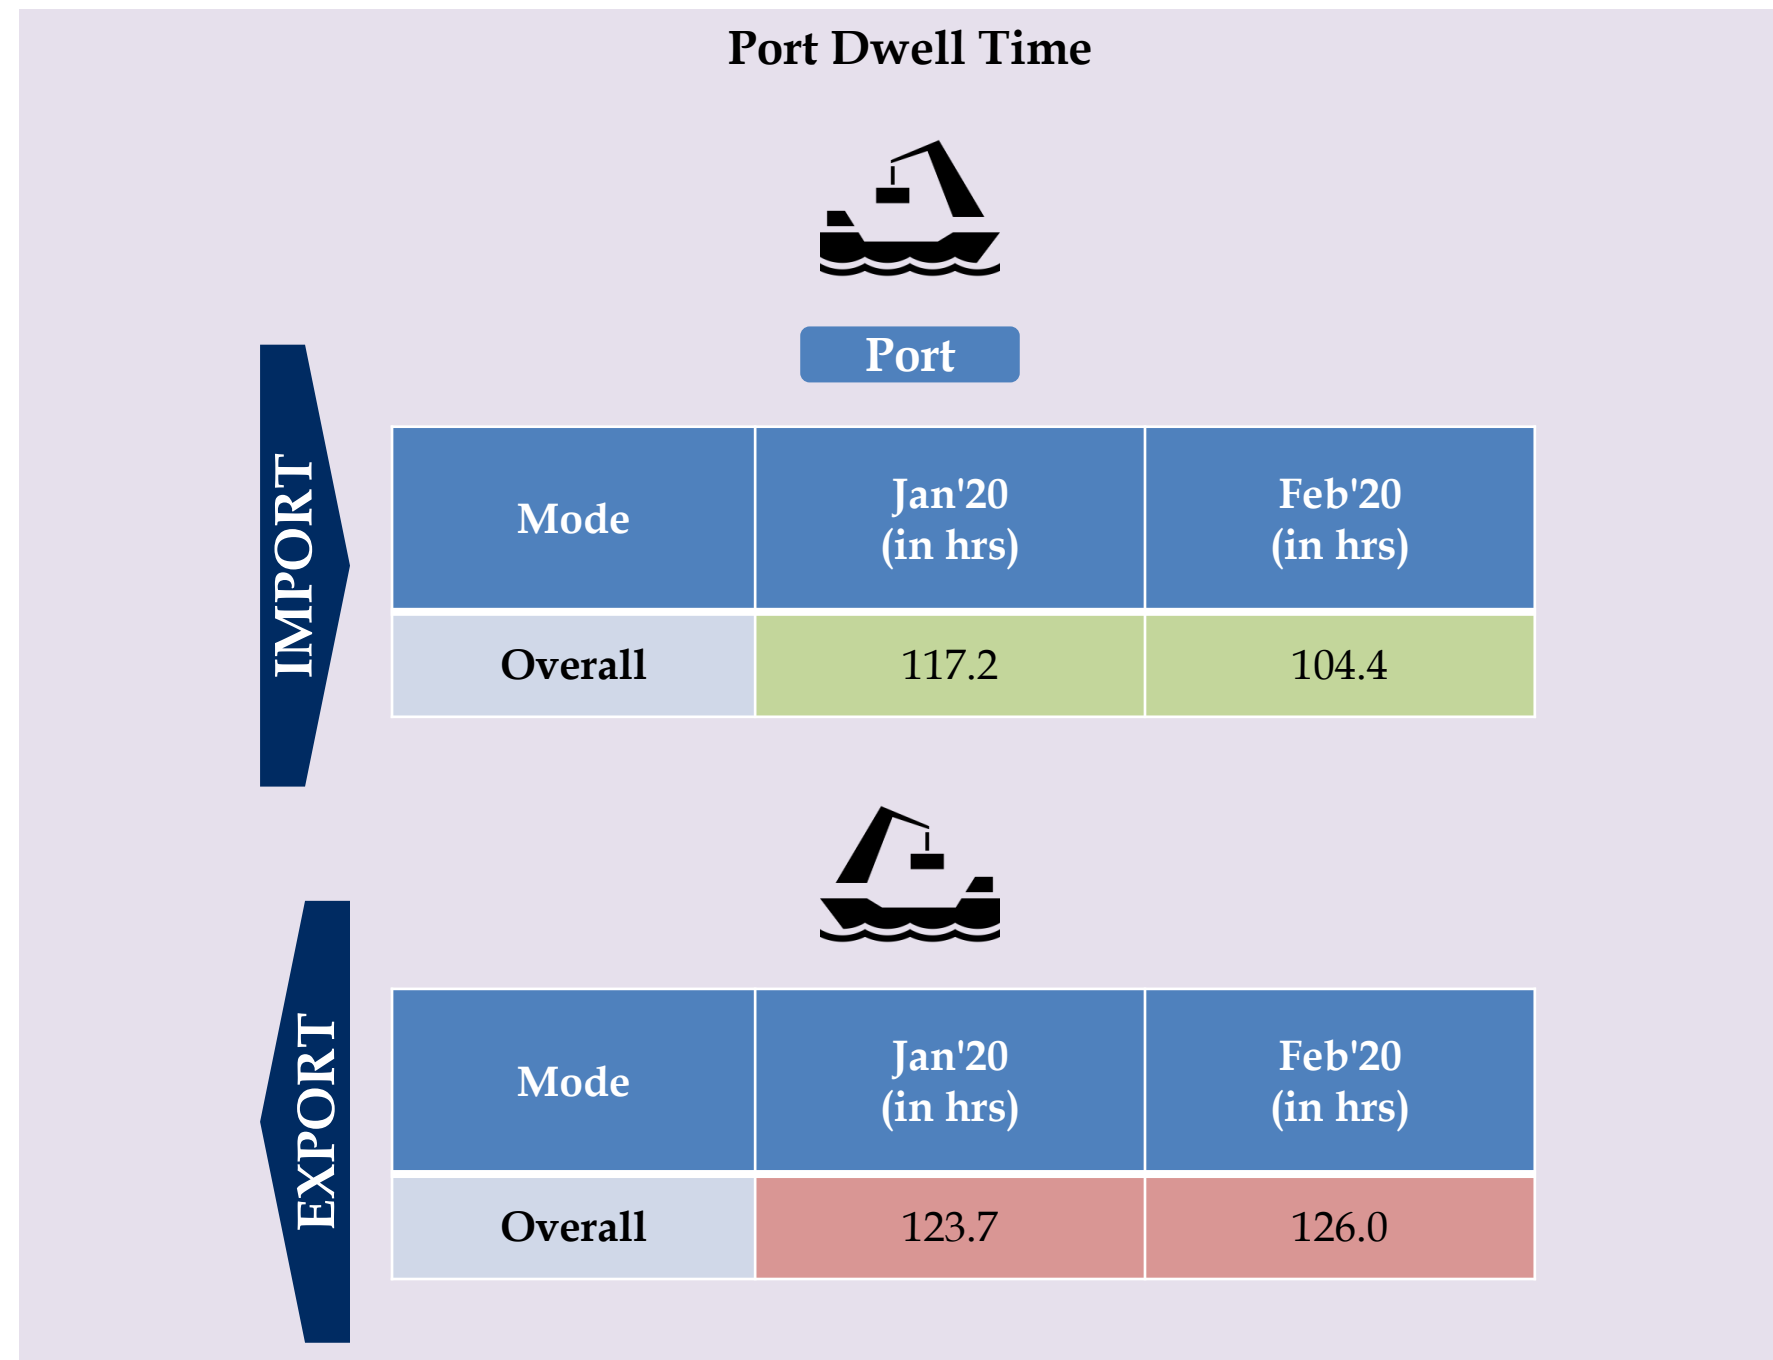 Port Dwell Time
Port
IMPORT
Mode
Jan'20
(in hrs)
Feb'20
(in hrs)
Overall
117.2
104.4
EXPORT
Mode
Jan'20
(in hrs)
Feb'20
(in hrs)
Overall
123.7
126.0